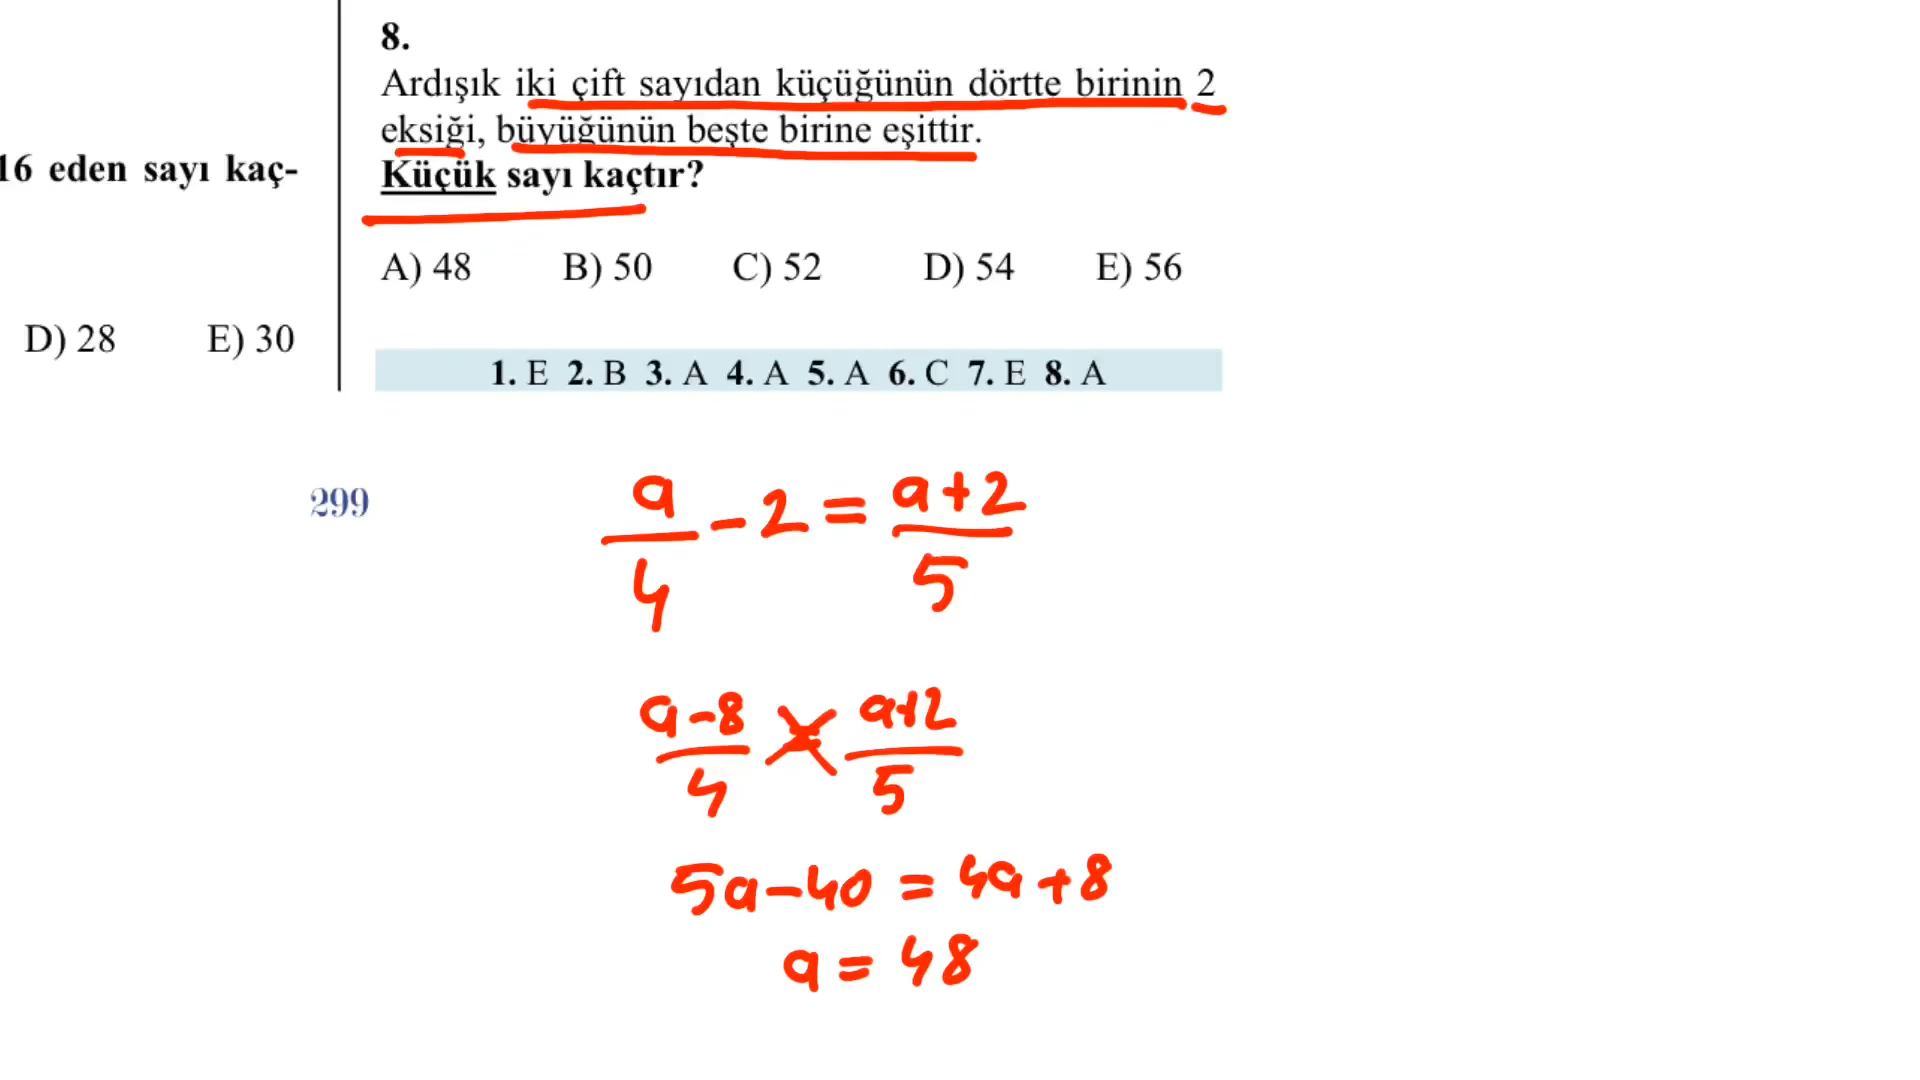 16 eden sayı kaç-
D) 28 E) 30
8.
Ardışık iki çift sayıdan küçüğünün dörtte birinin 2
eksiği, büyüğünün beşte birine eşittir.
Küçük sayı kaçtır?
A) 48 B) 50 C) 52 D) 54 E) 56
1. E 2. B 3. A 4. A 5. A 6. C 7. E 8. A
299
a/4 - 2 = a+2/5
a-8/4 = a+2/5
5a-40 = 4a+8
a = 48